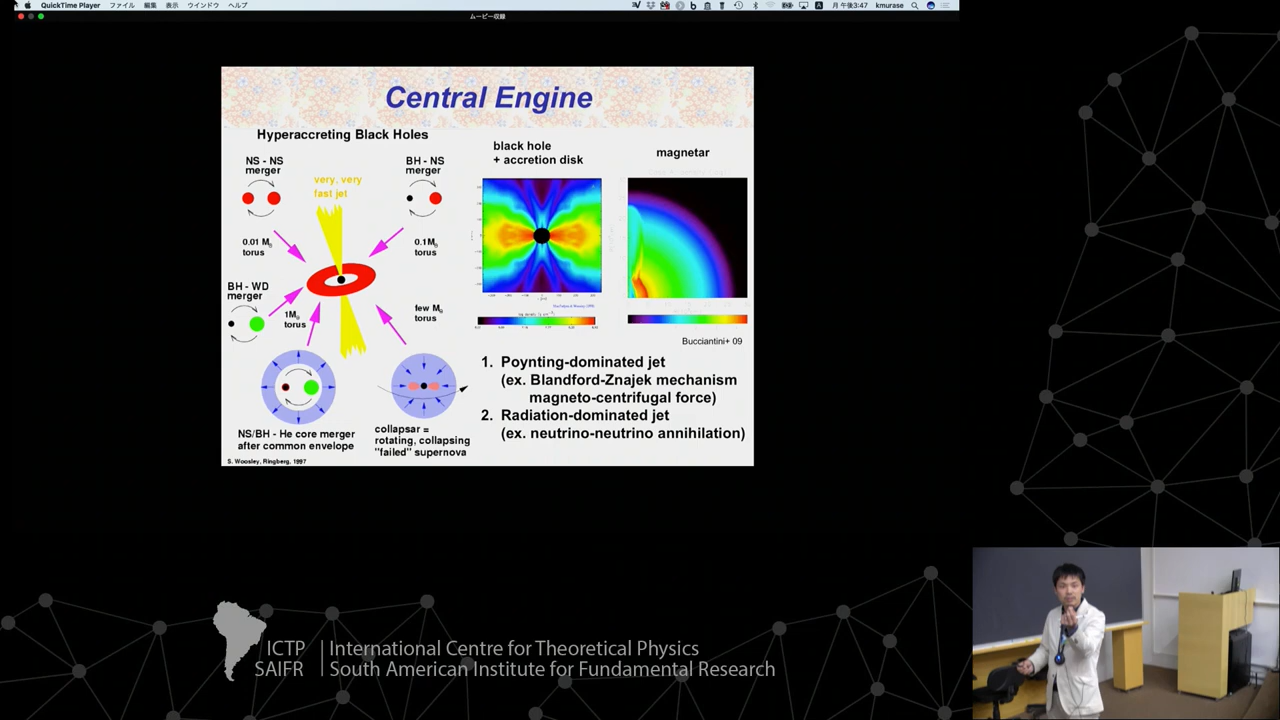 QuickTime Player ファイル 編集 表示 ウインドウ ヘルプ
月 午後3:47 kmurase
ムービー収録
Central Engine
Hyperaccreting Black Holes
NS - NS
merger
very, very
fast jet
BH - NS
merger
0.01 M⊙
torus
0.1M⊙
torus
BH - WD
merger
1M⊙
torus
few M⊙
torus
NS/BH - He core merger
after common envelope
collapsar =
rotating, collapsing
"failed" supernova
S. Woosley, Ringberg, 1997
black hole
+ accretion disk
magnetar
Bucciantini+ 09
1. Poynting-dominated jet
(ex. Blandford-Znajek mechanism
magneto-centrifugal force)
2. Radiation-dominated jet
(ex. neutrino-neutrino annihilation)
ICTP
SAIFR
International Centre for Theoretical Physics
South American Institute for Fundamental Research